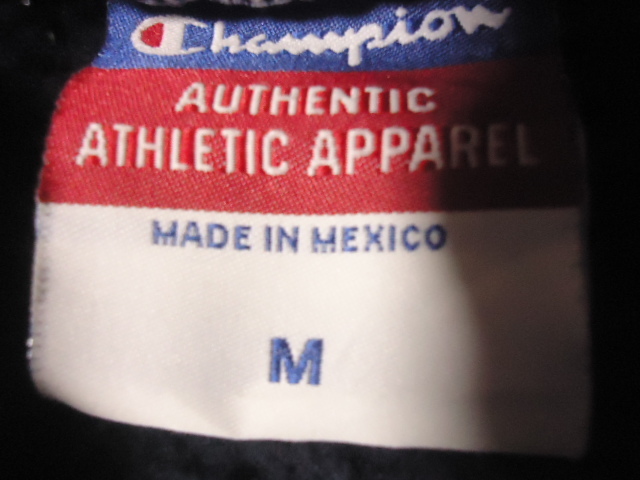 Champion
AUTHENTIC
ATHLETIC APPAREL
MADE IN MEXICO
M